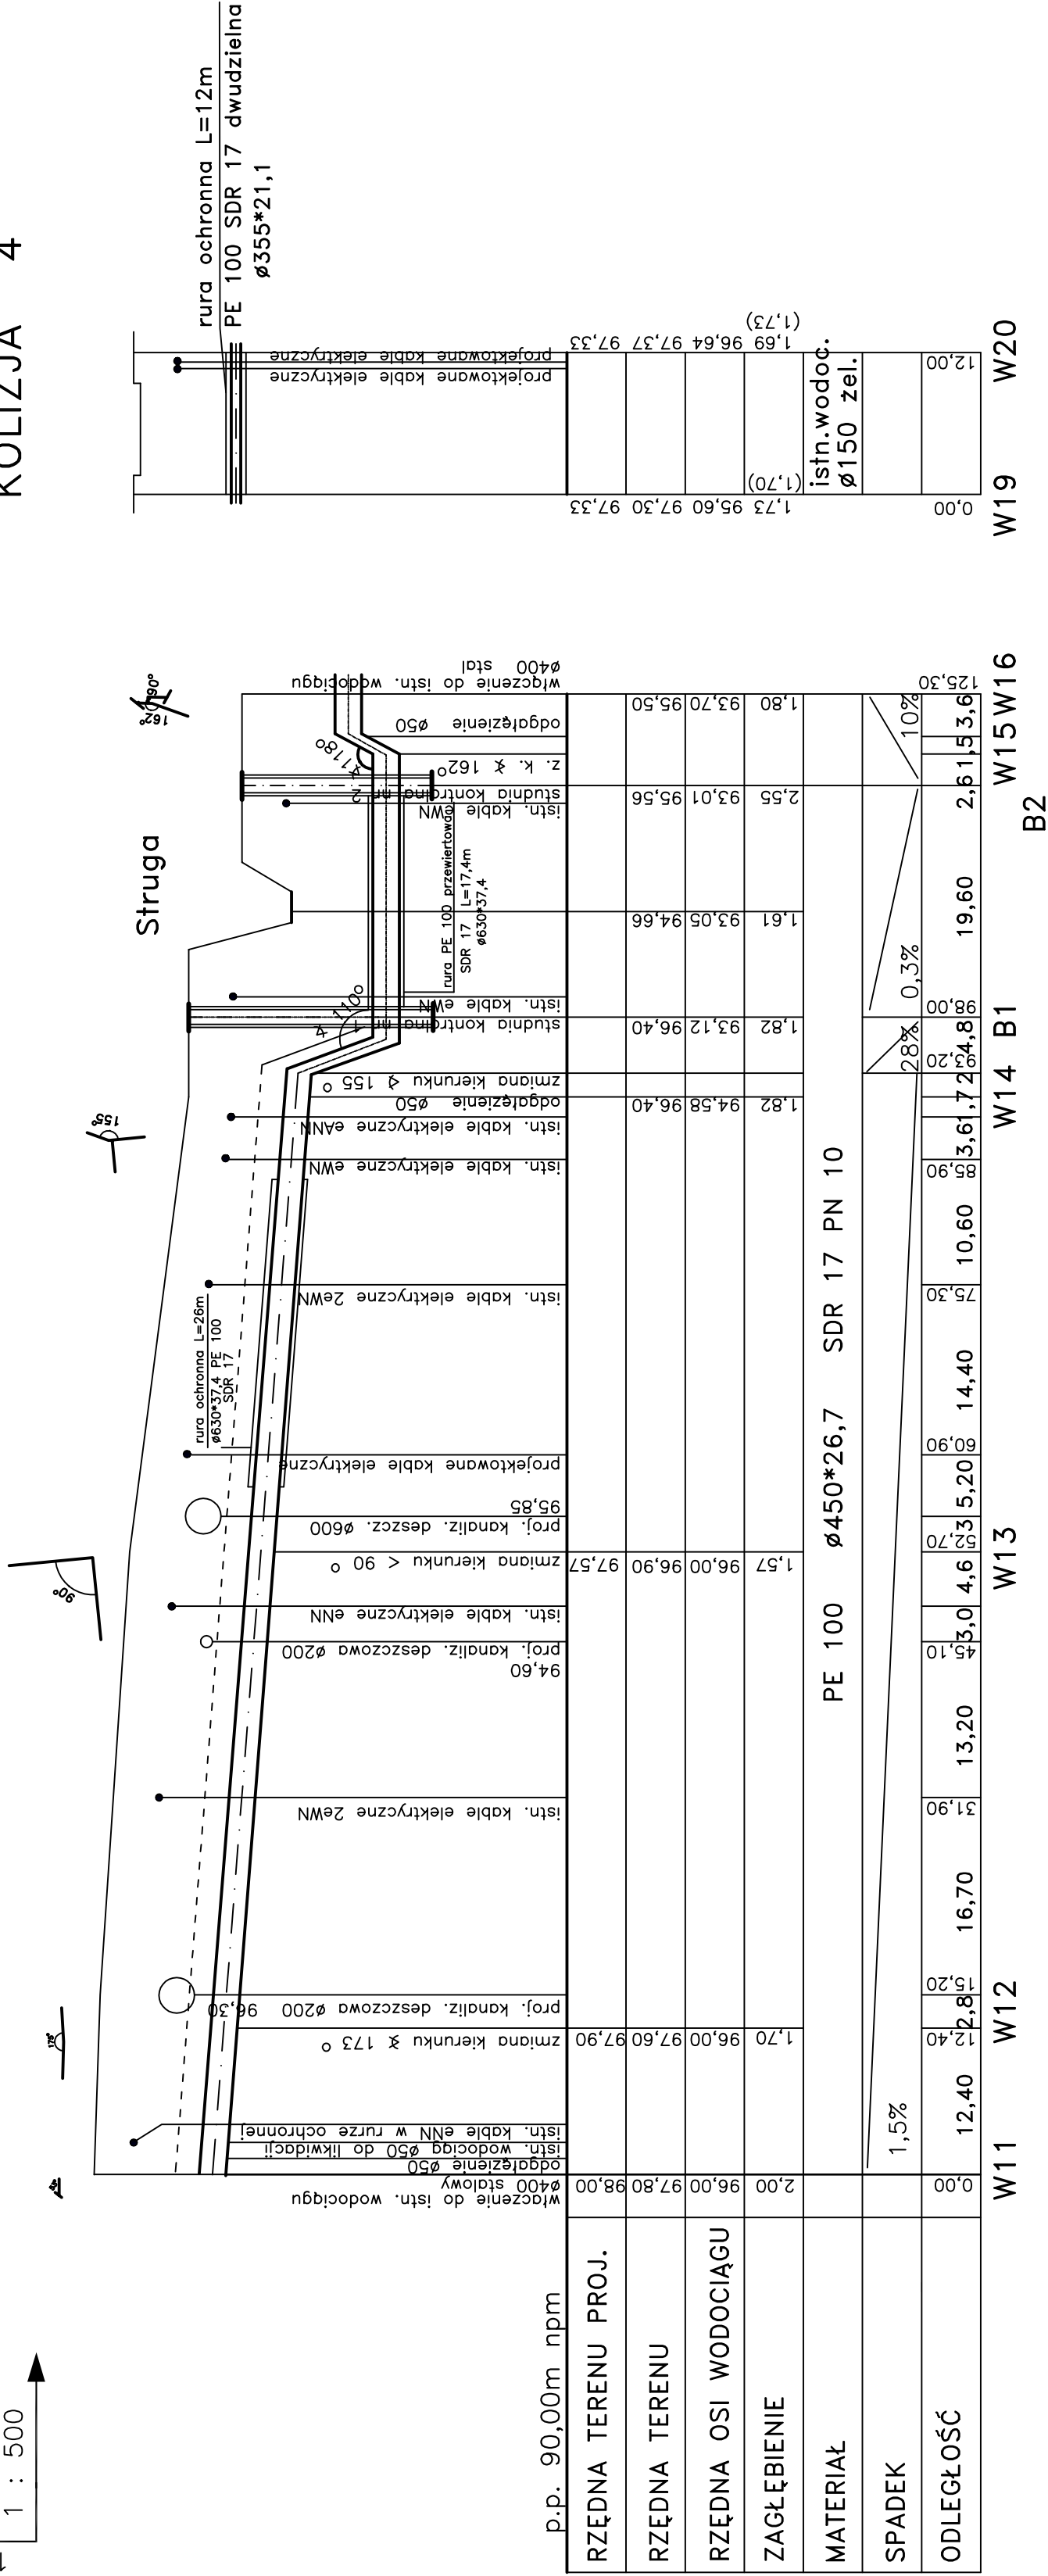 KOLIZJA 4
1 : 500
rura ochronna L=12m
PE 100 SDR 17 dwudzielna
ø355*21,1
Struga
162°
90°
155°
90°
175°
rura ochronna L=26m
ø630*37,4 PE 100
SDR 17
∢ 110°
∢118°
rura PE 100 przewiertowa
SDR 17 L=17,4m
ø630*37,4
włączenie do istn. wodociągu
ø400 stalowy
odgałęzienie ø50
istn. wodociąg ø50 do likwidacji
istn. kable eNN w rurze ochronnej
zmiana kierunku ∢ 173 °
proj. kanaliz. deszczowa ø200 96,30
istn. kable elektryczne 2eWN
proj. kanaliz. deszczowa ø200
94,60
istn. kable elektryczne eNN
zmiana kierunku < 90 °
proj. kanaliz. deszcz. ø600
95,85
projektowane kable elektryczne
istn. kable elektryczne 2eWN
istn. kable elektryczne eWN
istn. kable elektryczne eANN
odgałęzienie ø50
zmiana kierunku ∢ 155 °
studnia kontrolna nr 1
istn. kable eWN
istn. kable eWN
studnia kontrolna nr 2
z. k. ∢ 162°
odgałęzienie ø50
włączenie do istn. wodociągu
ø400 stal
projektowane kable elektryczne
projektowane kable elektryczne
p.p. 90,00m npm
RZĘDNA TERENU PROJ.
98,00 97,90 97,57 97,33 97,33
RZĘDNA TERENU
97,80 97,60 96,90 96,40 96,40 94,66 95,56 95,50 97,30 97,37
RZĘDNA OSI WODOCIĄGU
96,00 96,00 96,00 94,58 93,12 93,05 93,01 93,70 95,60 96,64
ZAGŁĘBIENIE
2,00 1,70 1,57 1,82 1,82 1,61 2,55 1,80 1,73 (1,70) 1,69 (1,73)
MATERIAŁ
PE 100 ø450*26,7 SDR 17 PN 10
istn.wodoc.
ø150 żel.
SPADEK
1,5% 28% 0,3% 10%
ODLEGŁOŚĆ
0,00 12,40 15,20 31,90 45,10 52,70 60,90 75,30 85,90 93,20 98,00 125,30 0,00 12,00
12,40 2,8 16,70 13,20 3,0 4,6 3 5,20 14,40 10,60 3,6 1,7 2 4,8 19,60 2,6 1,5 3,6
W11 W12 W13 W14 B1 B2 W15 W16 W19 W20